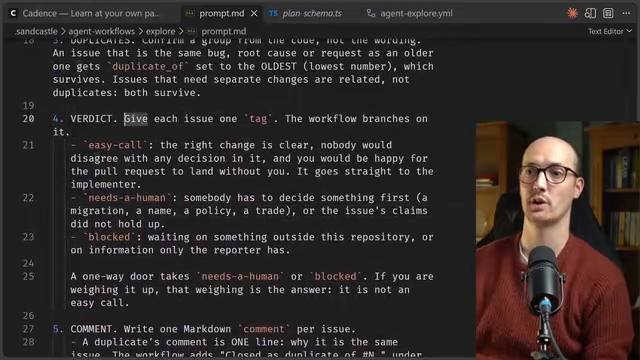 Cadence — Learn at your own pa...
prompt.md
plan-schema.ts
agent-explore.yml
.sandcastle > agent-workflows > explore > prompt.md
Text Editor
18
3. DUPLICATES. Confirm a group from the code, not the wording.
An issue that is the same bug, root cause or request as an older
one gets `duplicate_of` set to the OLDEST (lowest number), which
survives. Issues that need separate changes are related, not
duplicates: both survive.
19
20 4. VERDICT. Give each issue one `tag`. The workflow branches on
it.
21 - `easy-call`: the right change is clear, nobody would
disagree with any decision in it, and you would be happy for
the pull request to land without you. It goes straight to the
implementer.
22 - `needs-a-human`: somebody has to decide something first (a
migration, a name, a policy, a trade), or the issue's claims
did not hold up.
23 - `blocked`: waiting on something outside this repository, or
on information only the reporter has.
24
25 A one-way door takes `needs-a-human` or `blocked`. If you are
weighing it up, that weighing is the answer: it is not an
easy call.
26
27 5. COMMENT. Write one Markdown `comment` per issue.
28 - A duplicate's comment is ONE line: why it is the same
issue. The workflow adds "Closed as duplicate of #N." under